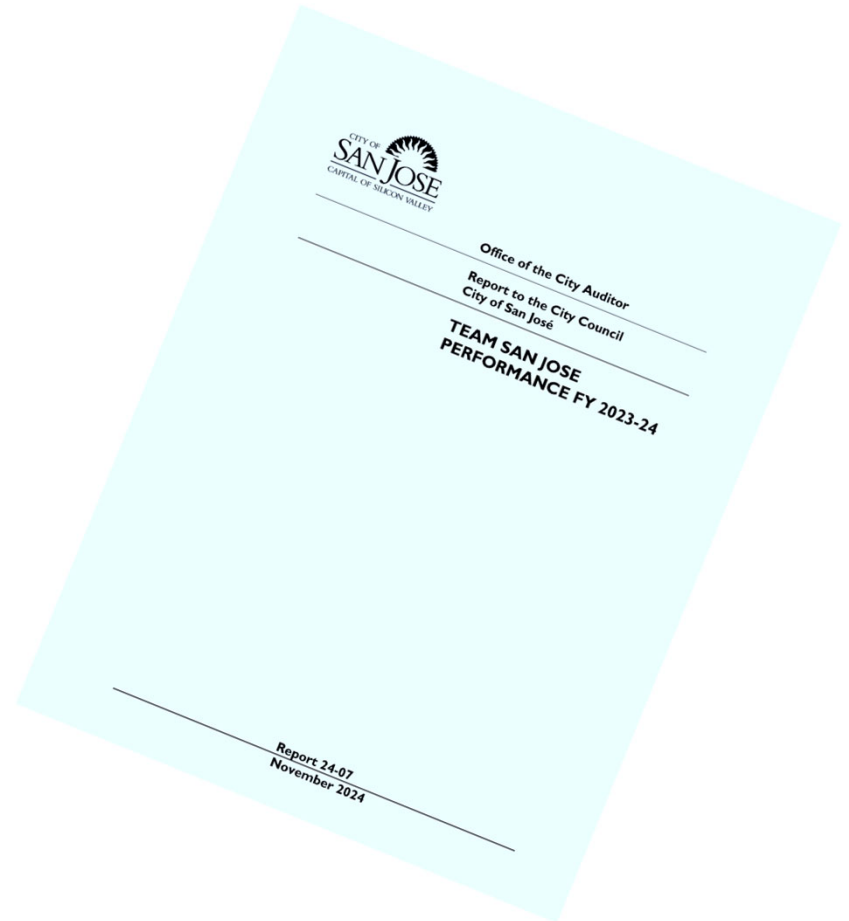 CITY OF
SAN JOSE
CAPITAL OF SILICON VALLEY
Office of the City Auditor
Report to the City Council
City of San José
TEAM SAN JOSE
PERFORMANCE FY 2023-24
Report 24-07
November 2024